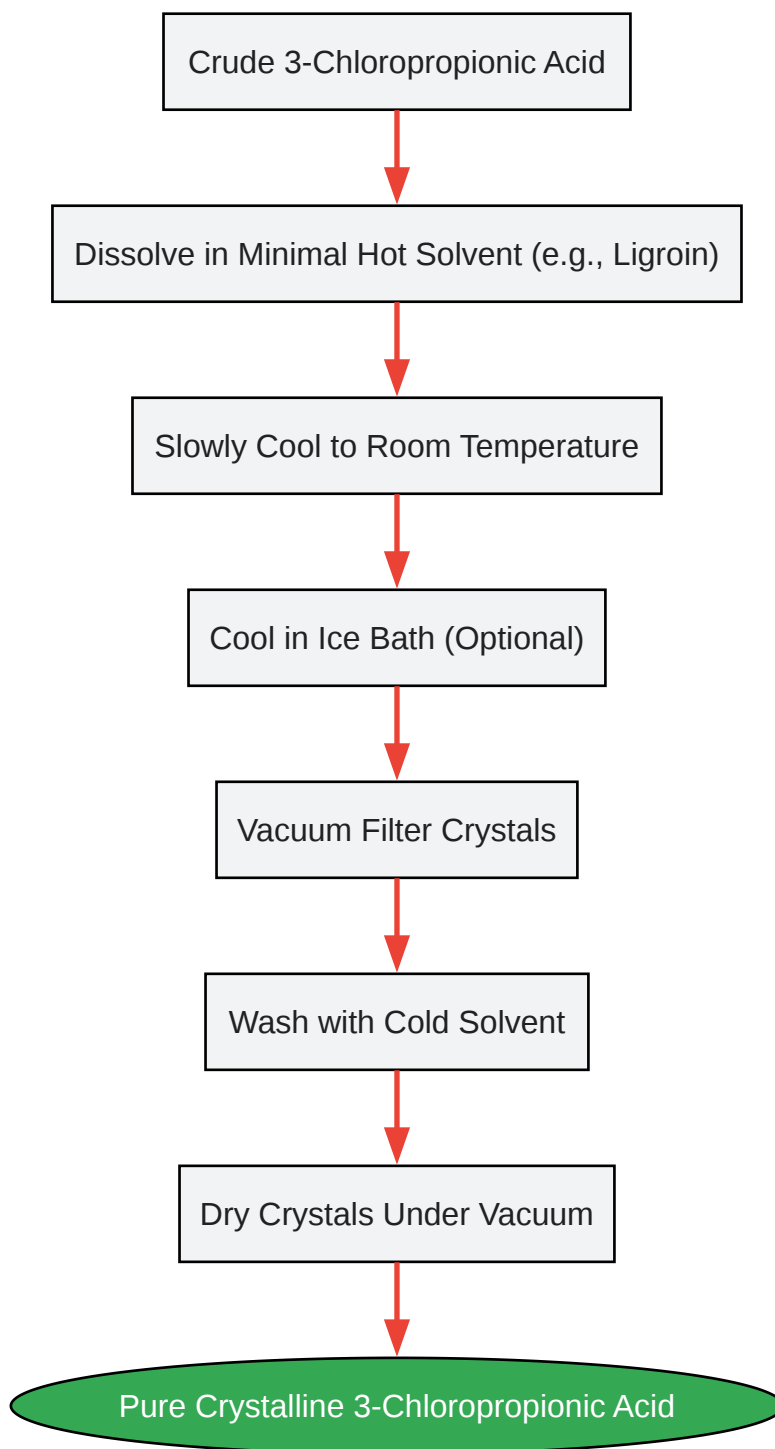 Crude 3-Chloropropionic Acid
Dissolve in Minimal Hot Solvent (e.g., Ligroin)
Slowly Cool to Room Temperature
Cool in Ice Bath (Optional)
Vacuum Filter Crystals
Wash with Cold Solvent
Dry Crystals Under Vacuum
Pure Crystalline 3-Chloropropionic Acid